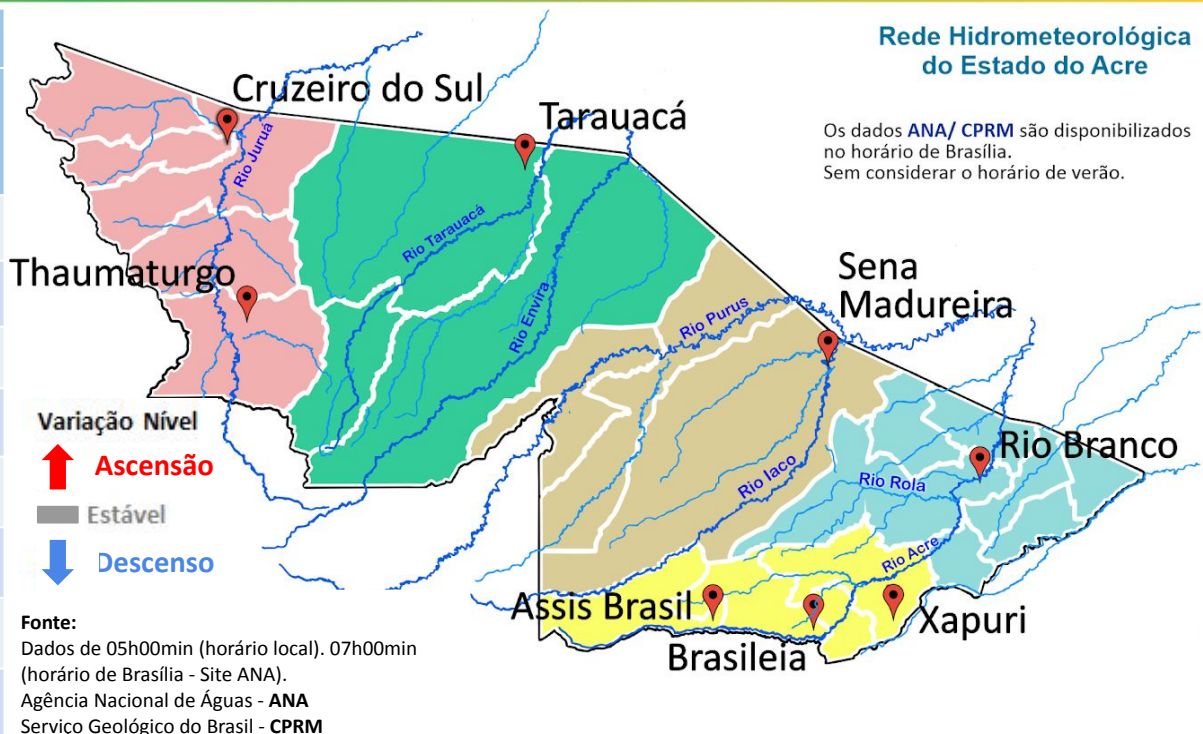 Rede Hidrometeorológica
do Estado do Acre
Os dados ANA/ CPRM são disponibilizados
no horário de Brasília.
Sem considerar o horário de verão.
Cruzeiro do Sul
Tarauacá
Rio Juruá
Rio Tarauacá
Thaumaturgo
Rio Envira
Sena
Madureira
Rio Purus
Variação Nível
Ascensão
Estável
Descenso
Rio Branco
Rio Iaco
Rio Rola
Rio Acre
Assis Brasil
Xapuri
Brasileia
Fonte:
Dados de 05h00min (horário local). 07h00min
(horário de Brasília - Site ANA).
Agência Nacional de Águas - ANA
Serviço Geológico do Brasil - CPRM